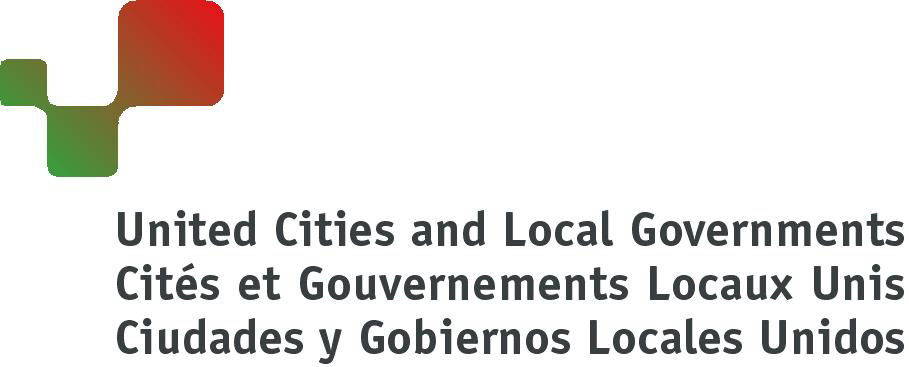 United Cities and Local Governments
Cités et Gouvernements Locaux Unis
Ciudades y Gobiernos Locales Unidos